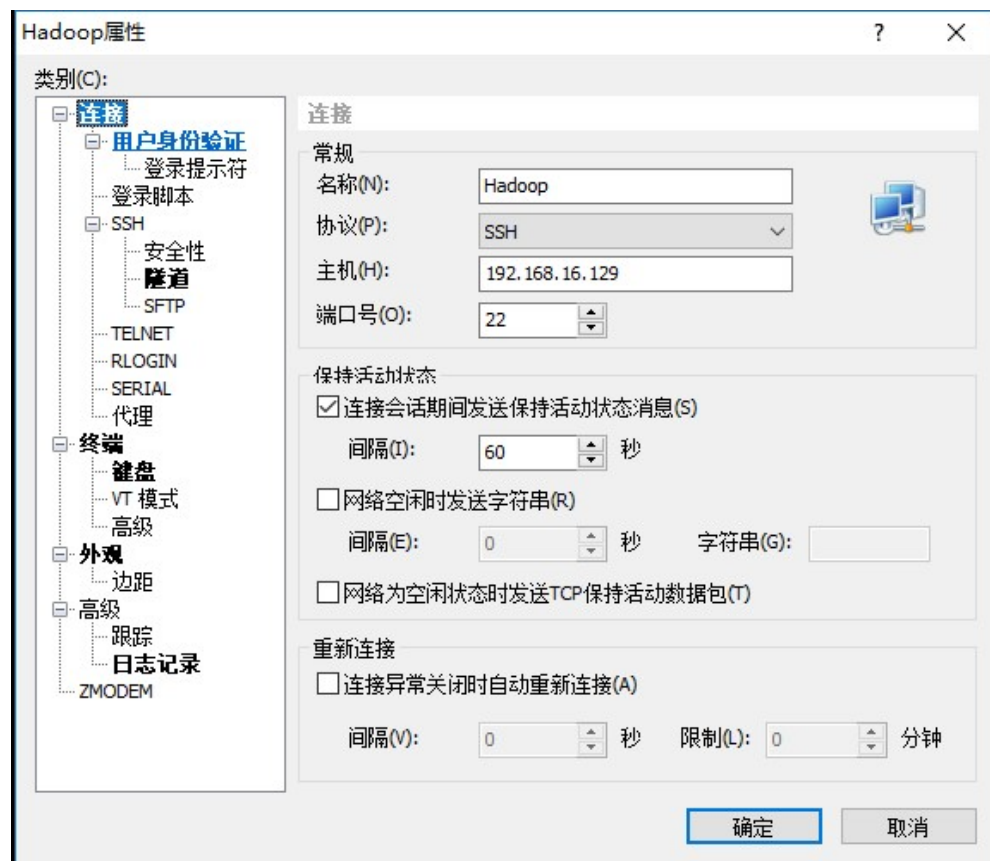 Hadoop属性
类别(C):
连接
用户身份验证
登录提示符
登录脚本
SSH
安全性
隧道
SFTP
TELNET
RLOGIN
SERIAL
代理
终端
键盘
VT 模式
高级
外观
边距
高级
跟踪
日志记录
ZMODEM
连接
常规
名称(N): Hadoop
协议(P): SSH
主机(H): 192.168.16.129
端口号(O): 22
保持活动状态
连接会话期间发送保持活动状态消息(S)
间隔(I): 60 秒
网络空闲时发送字符串(R)
间隔(E): 0 秒 字符串(G):
网络为空闲状态时发送TCP保持活动数据包(T)
重新连接
连接异常关闭时自动重新连接(A)
间隔(V): 0 秒 限制(L): 0 分钟
确定 取消